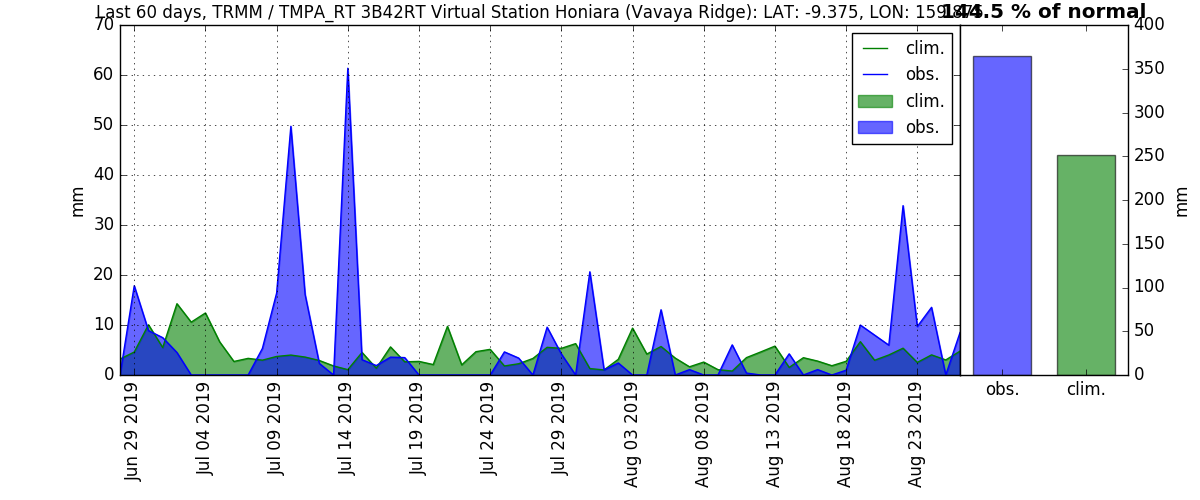 Last 60 days, TRMM / TMPA_RT 3B42RT Virtual Station Honiara (Vavaya Ridge): LAT: -9.375, LON:
144.5 % of normal
mm
70
60
50
40
30
20
10
0
clim.
obs.
clim.
obs.
400
350
300
250
200
150
100
50
0
mm
Jun 29 2019
Jul 04 2019
Jul 09 2019
Jul 14 2019
Jul 19 2019
Jul 24 2019
Jul 29 2019
Aug 03 2019
Aug 08 2019
Aug 13 2019
Aug 18 2019
Aug 23 2019
obs.
clim.